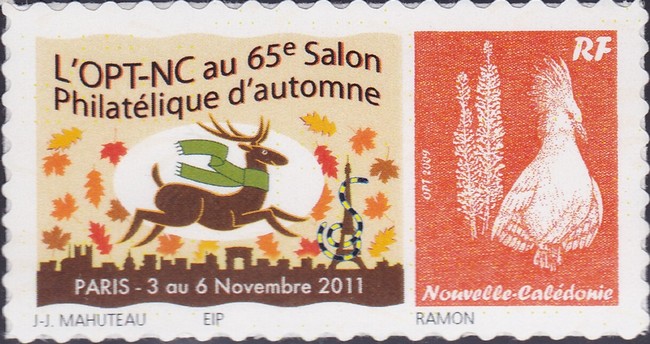 L'OPT-NC au 65e Salon
Philatélique d'automne
PARIS - 3 au 6 Novembre 2011
J-J. MAHUTEAU EIP
RF
OPT 2009
Nouvelle-Calédonie
RAMON